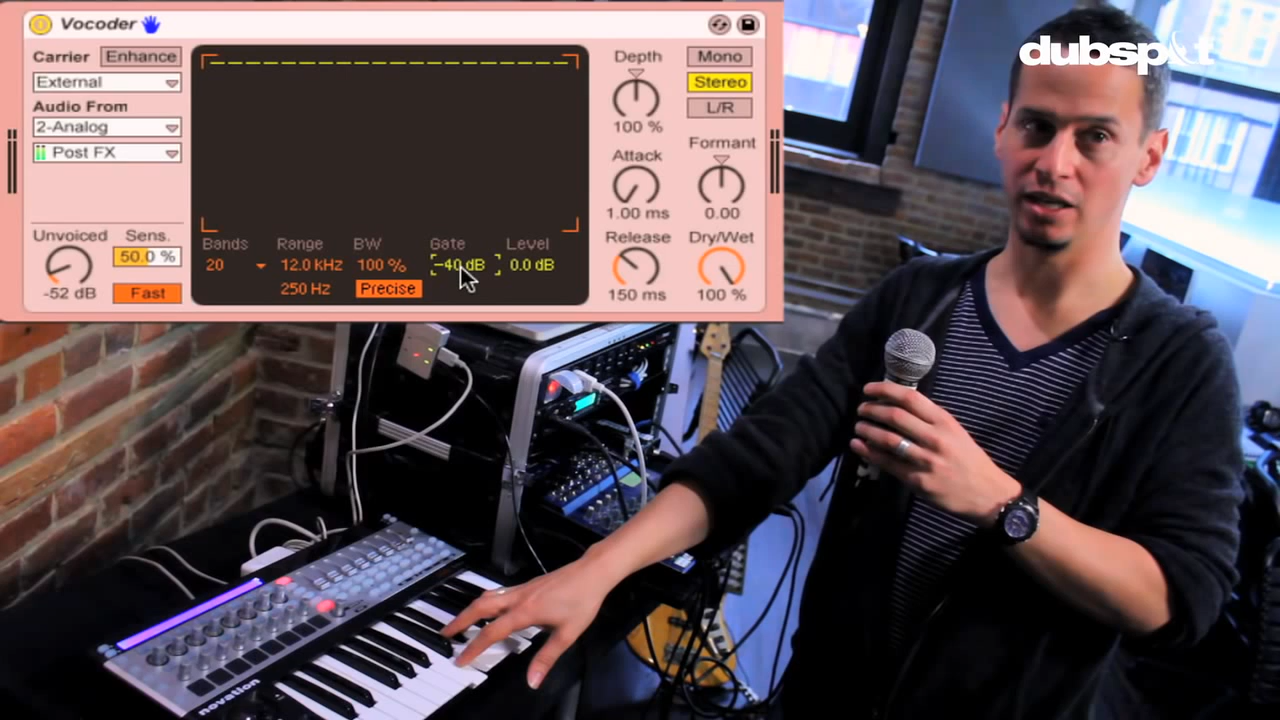 Vocoder
dubspot
Carrier Enhance
External
Audio From
2-Analog
Post FX
Unvoiced Sens.
50.0 %
-52 dB Fast
Bands Range BW Gate Level
20 12.0 kHz 100 % -40 dB 0.0 dB
250 Hz Precise
Depth Mono
Stereo
L/R
100 %
Attack Formant
1.00 ms 0.00
Release Dry/Wet
150 ms 100 %
novation